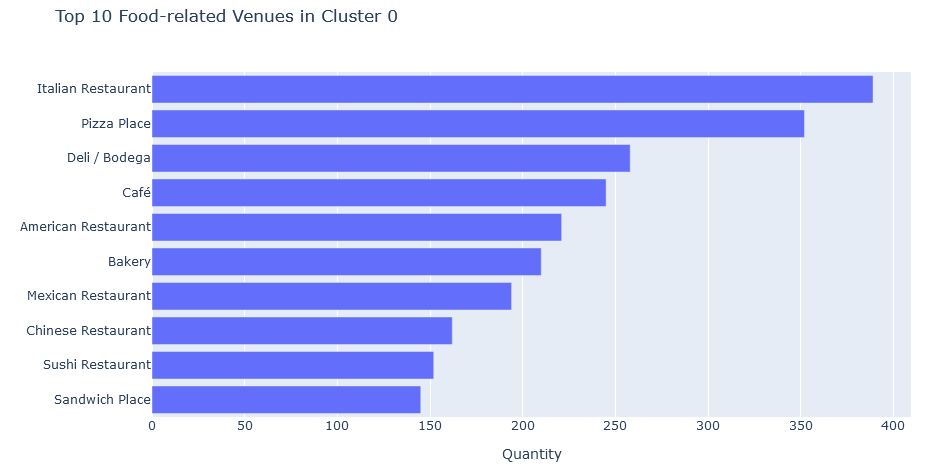 Top 10 Food-related Venues in Cluster 0
Italian Restaurant
Pizza Place
Deli / Bodega
Café
American Restaurant
Bakery
Mexican Restaurant
Chinese Restaurant
Sushi Restaurant
Sandwich Place
0 50 100 150 200 250 300 350 400
Quantity